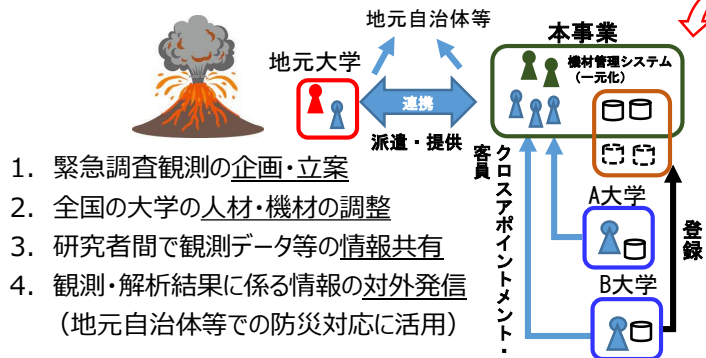 地元自治体等
本事業
地元大学
機材管理システム
(一元化)
連携
派遣・提供
クロスアポイントメント・
客員
A大学
登録
B大学
1. 緊急調査観測の企画・立案
2. 全国の大学の人材・機材の調整
3. 研究者間で観測データ等の情報共有
4. 観測・解析結果に係る情報の対外発信
（地元自治体等での防災対応に活用）